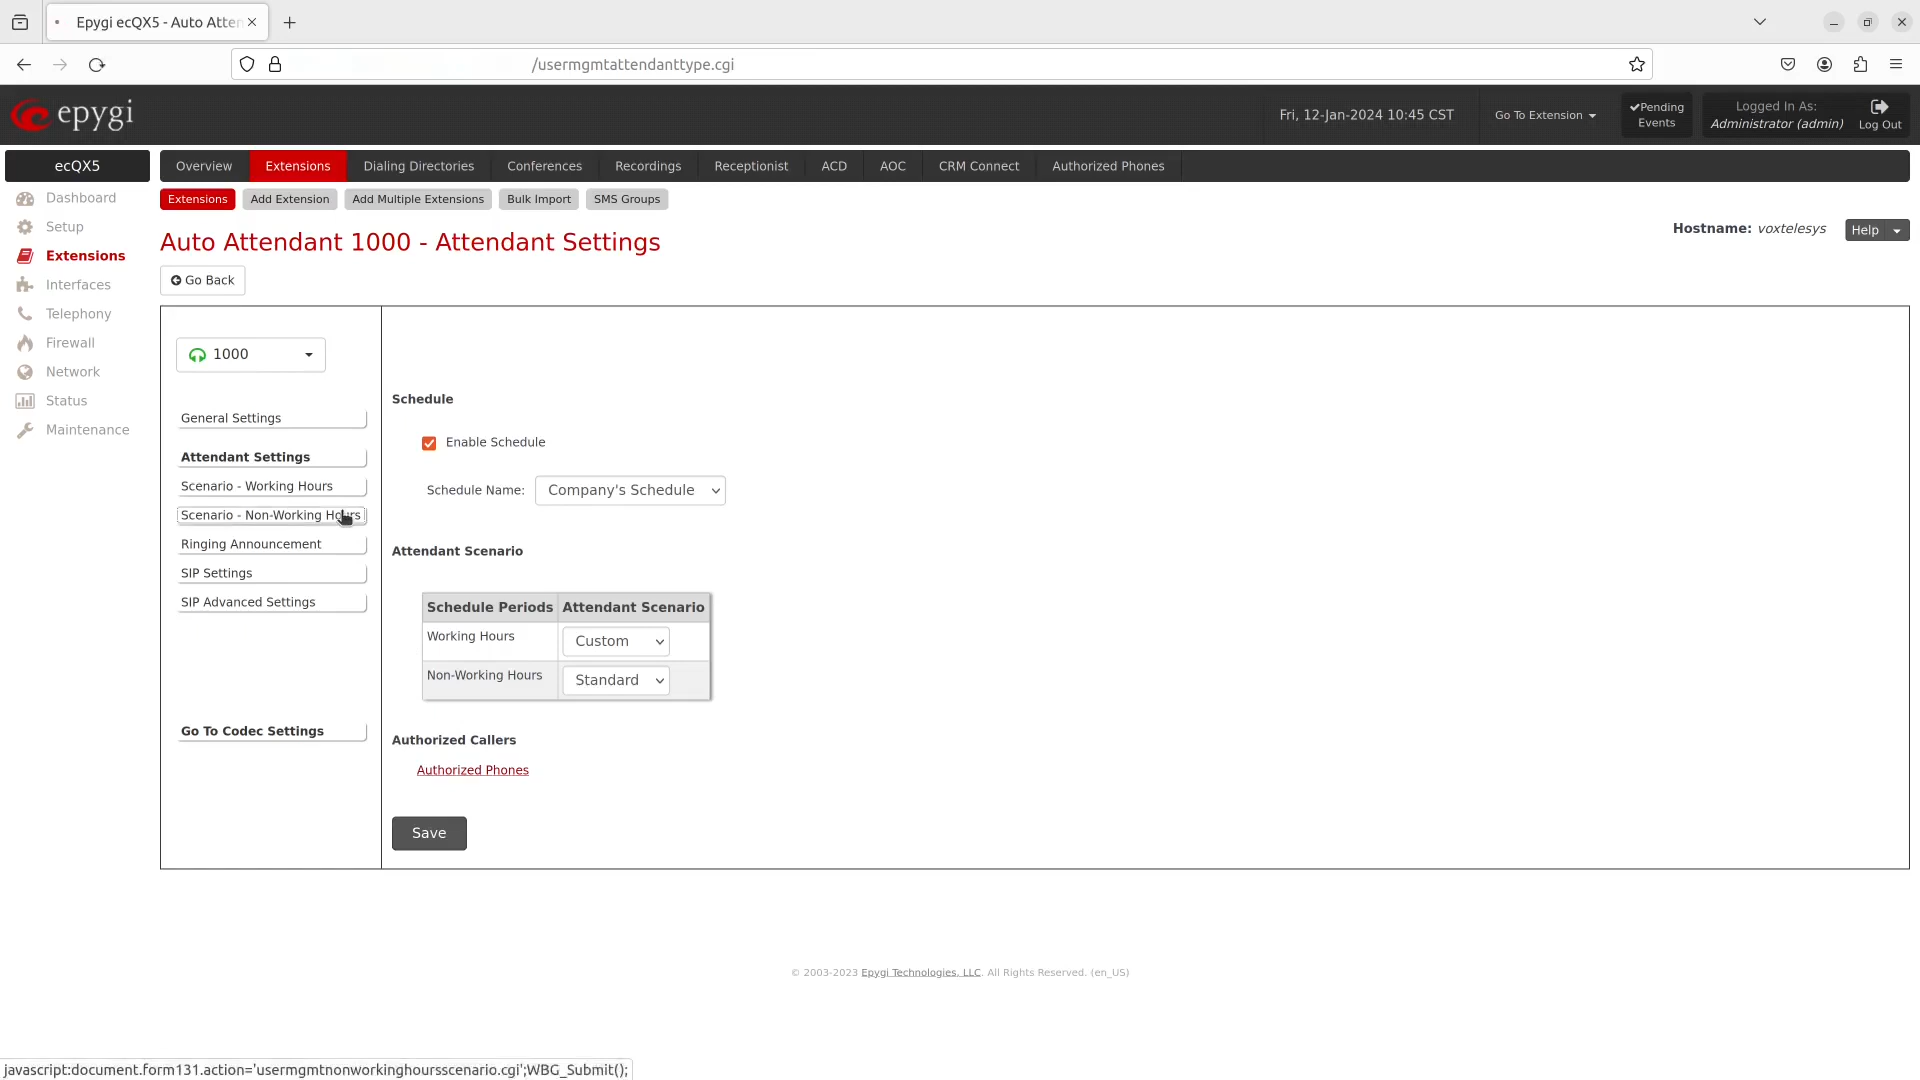 Epygi ecQX5 - Auto Atten
/usermgmtattendanttype.cgi
epygi
Fri, 12-Jan-2024 10:45 CST
Go To Extension
Pending
Events
Logged In As:
Administrator (admin)
Log Out
ecQX5
Overview
Extensions
Dialing Directories
Conferences
Recordings
Receptionist
ACD
AOC
CRM Connect
Authorized Phones
Dashboard
Setup
Extensions
Interfaces
Telephony
Firewall
Network
Status
Maintenance
Extensions
Add Extension
Add Multiple Extensions
Bulk Import
SMS Groups
Auto Attendant 1000 - Attendant Settings
Hostname: voxtelesys
Help
Go Back
1000
General Settings
Attendant Settings
Scenario - Working Hours
Scenario - Non-Working Hours
Ringing Announcement
SIP Settings
SIP Advanced Settings
Go To Codec Settings
Schedule
Enable Schedule
Schedule Name: Company's Schedule
Attendant Scenario
Schedule Periods Attendant Scenario
Working Hours Custom
Non-Working Hours Standard
Authorized Callers
Authorized Phones
Save
© 2003-2023 Epygi Technologies, LLC. All Rights Reserved. (en_US)
javascript:document.form131.action='usermgmtnonworkinghoursscenario.cgi';WBG_Submit();